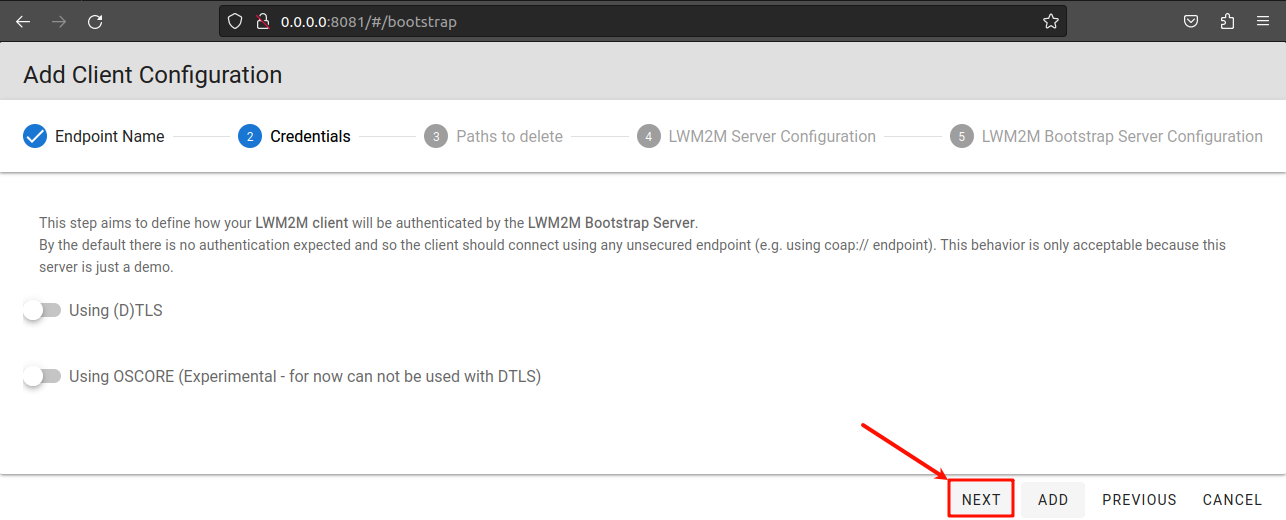 0.0.0.0:8081/#/bootstrap
Add Client Configuration
Endpoint Name
2 Credentials
3 Paths to delete
4 LWM2M Server Configuration
5 LWM2M Bootstrap Server Configuration
This step aims to define how your LWM2M client will be authenticated by the LWM2M Bootstrap Server.
By the default there is no authentication expected and so the client should connect using any unsecured endpoint (e.g. using coap:// endpoint). This behavior is only acceptable because this
server is just a demo.
Using (D)TLS
Using OSCORE (Experimental - for now can not be used with DTLS)
NEXT ADD PREVIOUS CANCEL